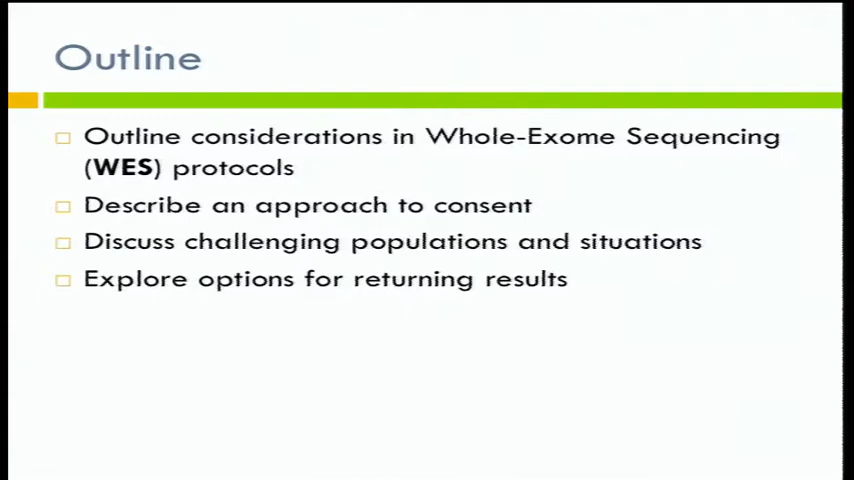 Outline
Outline considerations in Whole-Exome Sequencing
(WES) protocols
Describe an approach to consent
Discuss challenging populations and situations
Explore options for returning results